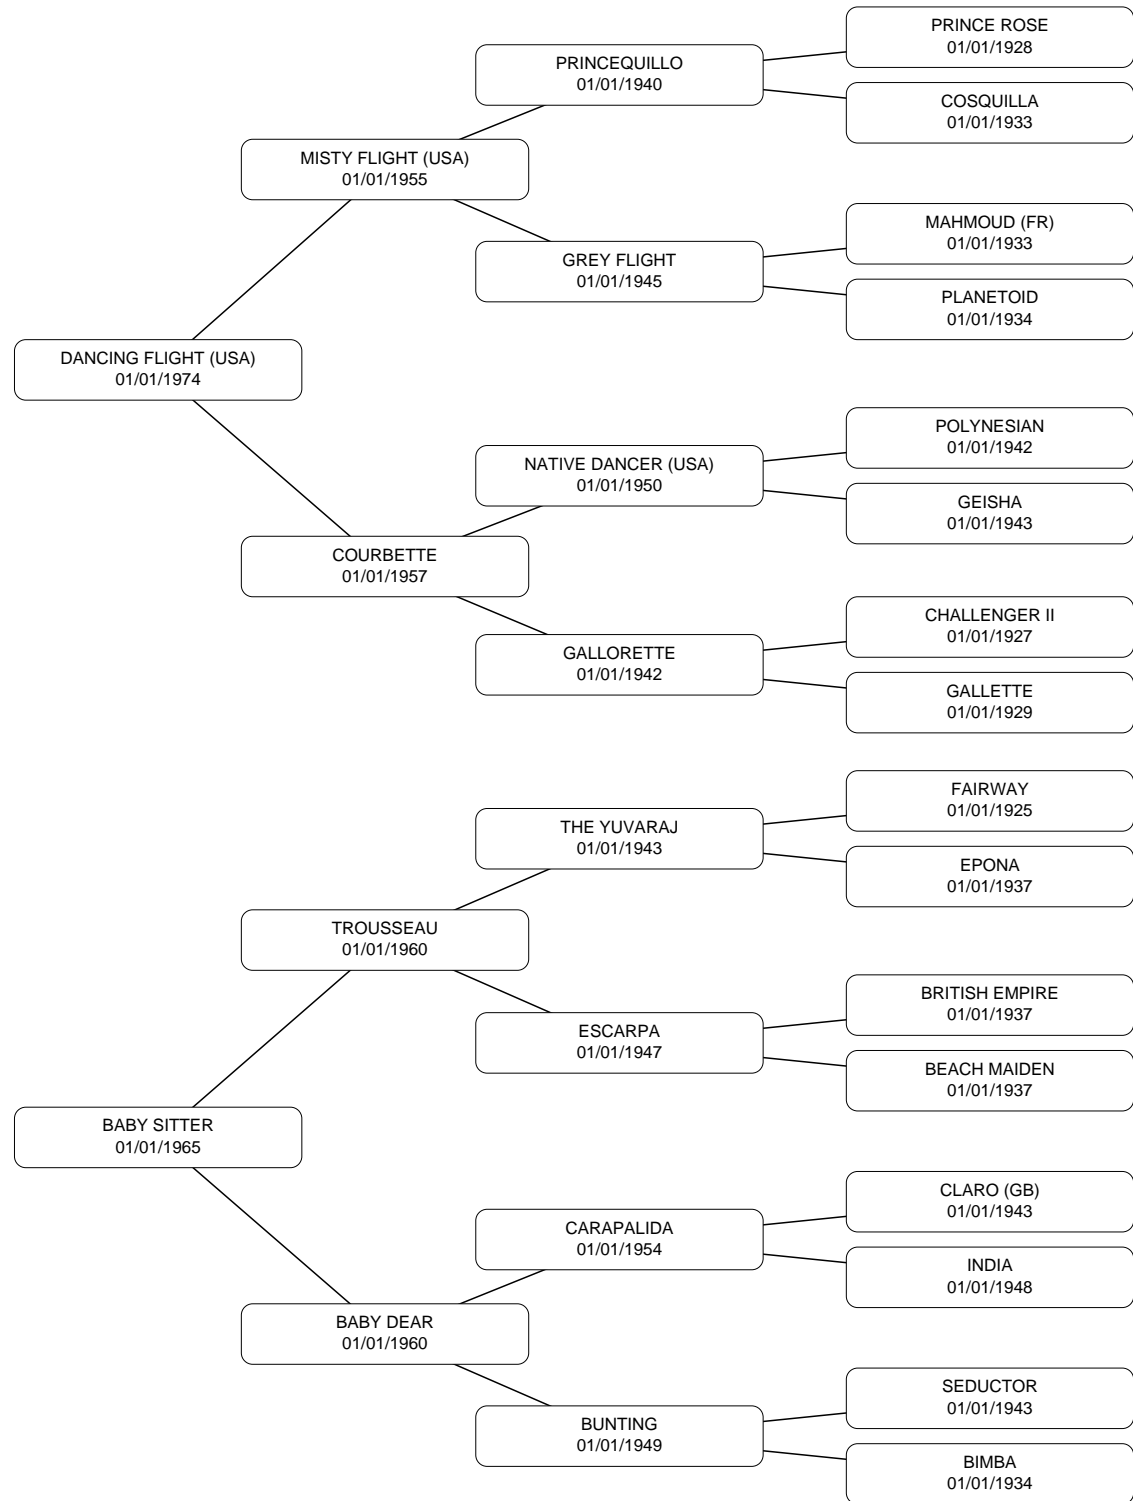 PRINCE ROSE
01/01/1928
PRINCEQUILLO
01/01/1940
COSQUILLA
01/01/1933
MISTY FLIGHT (USA)
01/01/1955
MAHMOUD (FR)
01/01/1933
GREY FLIGHT
01/01/1945
PLANETOID
01/01/1934
DANCING FLIGHT (USA)
01/01/1974
POLYNESIAN
01/01/1942
NATIVE DANCER (USA)
01/01/1950
GEISHA
01/01/1943
COURBETTE
01/01/1957
CHALLENGER II
01/01/1927
GALLORETTE
01/01/1942
GALLETTE
01/01/1929
FAIRWAY
01/01/1925
THE YUVARAJ
01/01/1943
EPONA
01/01/1937
TROUSSEAU
01/01/1960
BRITISH EMPIRE
01/01/1937
ESCARPA
01/01/1947
BEACH MAIDEN
01/01/1937
BABY SITTER
01/01/1965
CLARO (GB)
01/01/1943
CARAPALIDA
01/01/1954
INDIA
01/01/1948
BABY DEAR
01/01/1960
SEDUCTOR
01/01/1943
BUNTING
01/01/1949
BIMBA
01/01/1934